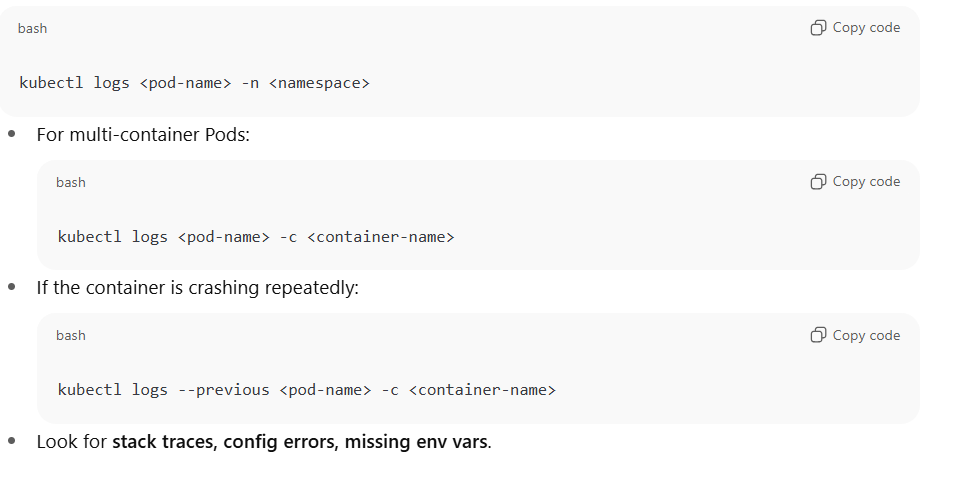 bash Copy code
kubectl logs <pod-name> -n <namespace>
• For multi-container Pods:
bash Copy code
kubectl logs <pod-name> -c <container-name>
• If the container is crashing repeatedly:
bash Copy code
kubectl logs --previous <pod-name> -c <container-name>
• Look for stack traces, config errors, missing env vars.